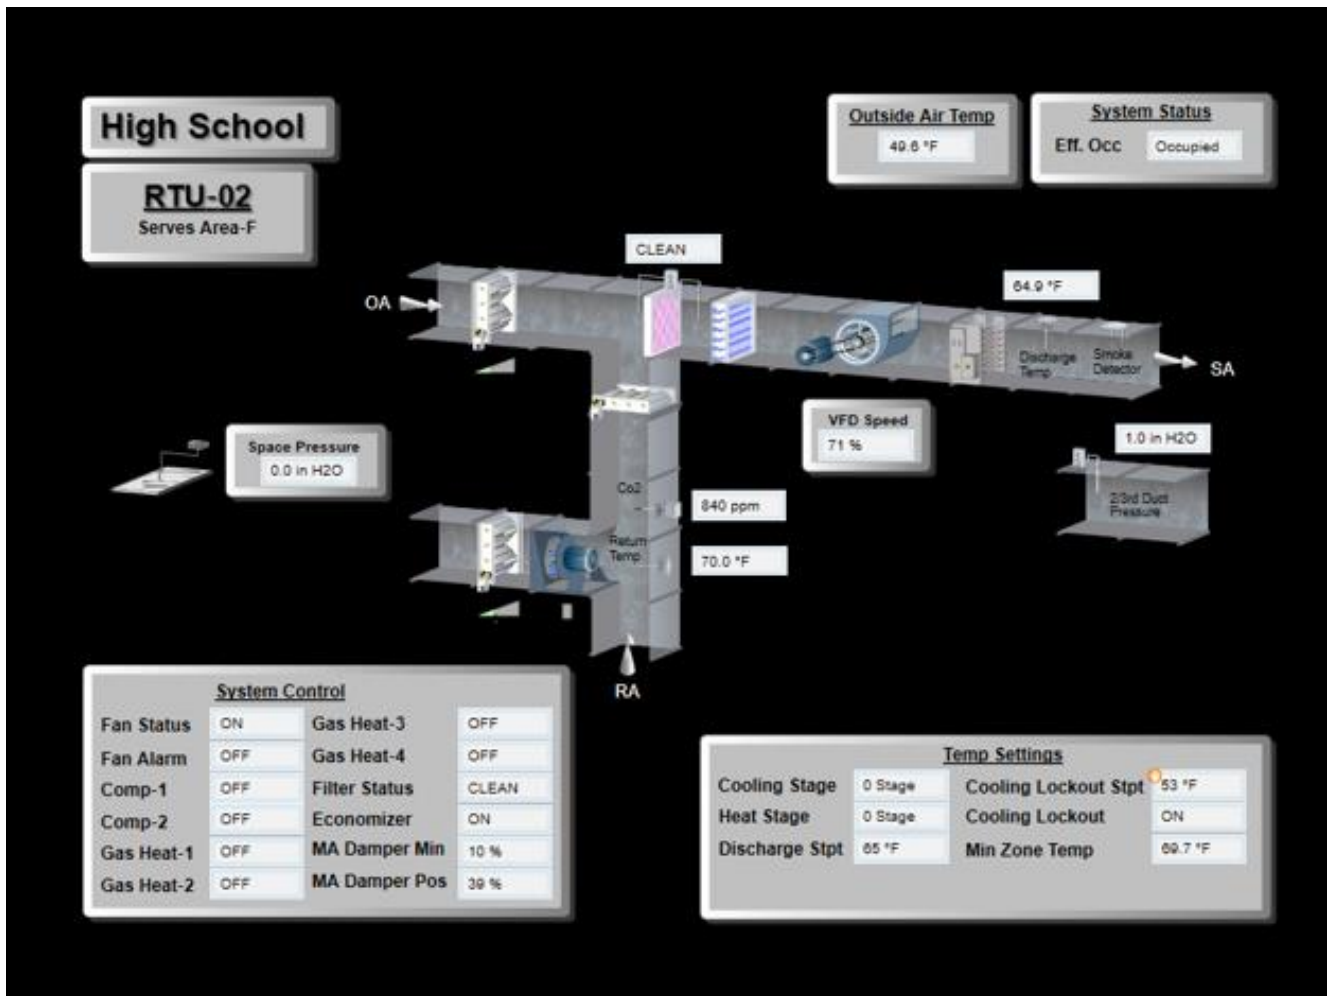 High School
RTU-02
Serves Area-F
Outside Air Temp
49.6 °F
System Status
Eff. Occ Occupied
CLEAN
64.9 °F
OA
Discharge
Temp
Smoke
Detector
SA
VFD Speed
71 %
Space Pressure
0.0 in H2O
1.0 in H2O
2/3rd Duct
Pressure
Co2
840 ppm
Return
Temp
70.0 °F
RA
System Control
Fan Status ON Gas Heat-3 OFF
Fan Alarm OFF Gas Heat-4 OFF
Comp-1 OFF Filter Status CLEAN
Comp-2 OFF Economizer ON
Gas Heat-1 OFF MA Damper Min 10 %
Gas Heat-2 OFF MA Damper Pos 39 %
Temp Settings
Cooling Stage 0 Stage Cooling Lockout Stpt 53 °F
Heat Stage 0 Stage Cooling Lockout ON
Discharge Stpt 65 °F Min Zone Temp 69.7 °F